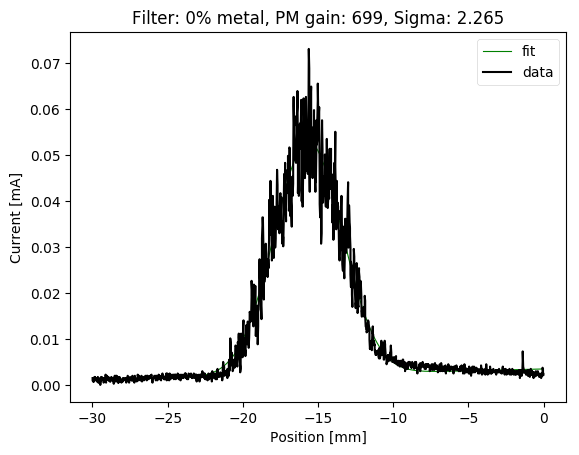 Filter: 0% metal, PM gain: 699, Sigma: 2.265
fit
data
0.07
0.06
0.05
0.04
0.03
0.02
0.01
0.00
Current [mA]
−30 −25 −20 −15 −10 −5 0
Position [mm]